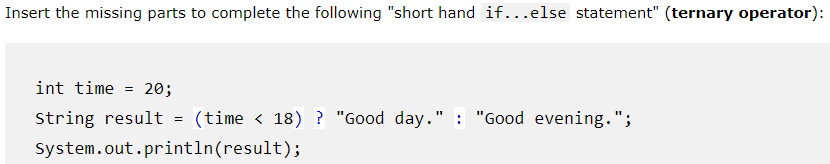 Insert the missing parts to complete the following "short hand if...else statement" (ternary operator):
int time = 20;
String result = (time < 18) ? "Good day." : "Good evening.";
System.out.println(result);